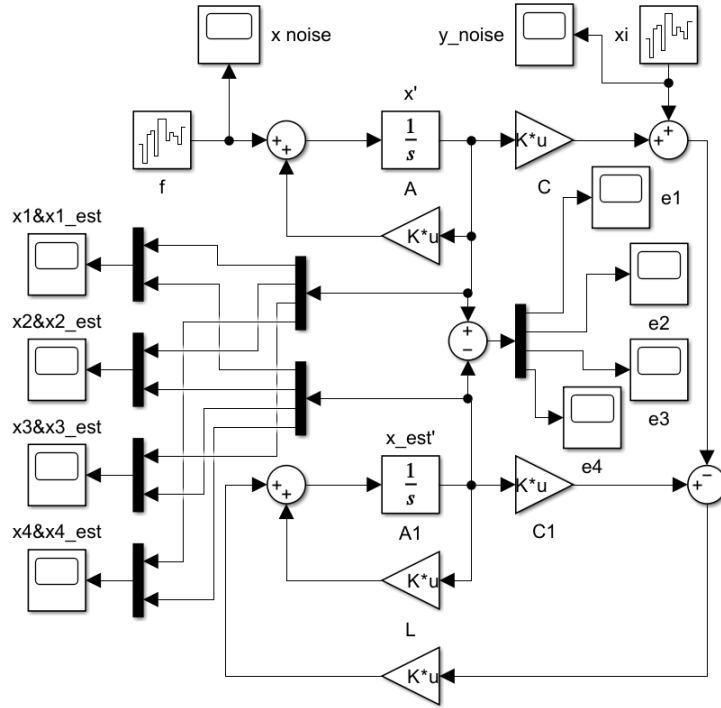 x noise
y_noise
xi
x'
1
s
K*u
f
A
C
e1
K*u
x1&x1_est
x2&x2_est
e2
e3
x3&x3_est
x_est'
e4
1
s
K*u
A1
C1
x4&x4_est
K*u
L
K*u